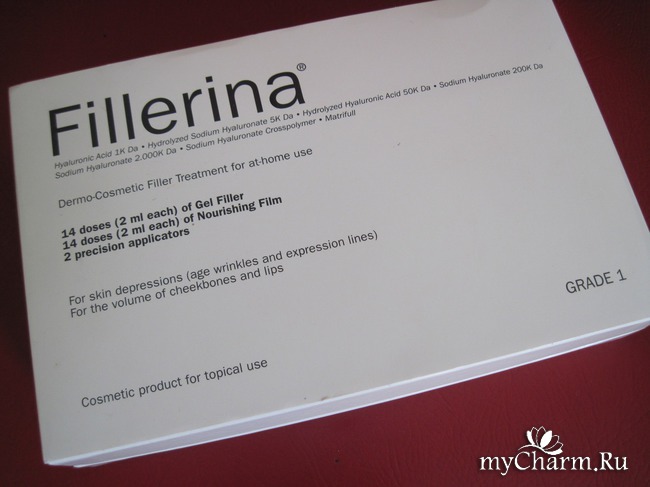 Fillerina®
Hyaluronic Acid 1K Da • Hydrolyzed Sodium Hyaluronate 5K Da • Hydrolyzed Hyaluronic Acid 50K Da • Sodium Hyaluronate 200K Da
Sodium Hyaluronate 2.000K Da • Sodium Hyaluronate Crosspolymer • Matrifull
Dermo-Cosmetic Filler Treatment for at-home use
14 doses (2 ml each) of Gel Filler
14 doses (2 ml each) of Nourishing Film
2 precision applicators
For skin depressions (age wrinkles and expression lines)
For the volume of cheekbones and lips
GRADE 1
Cosmetic product for topical use
myCharm.Ru